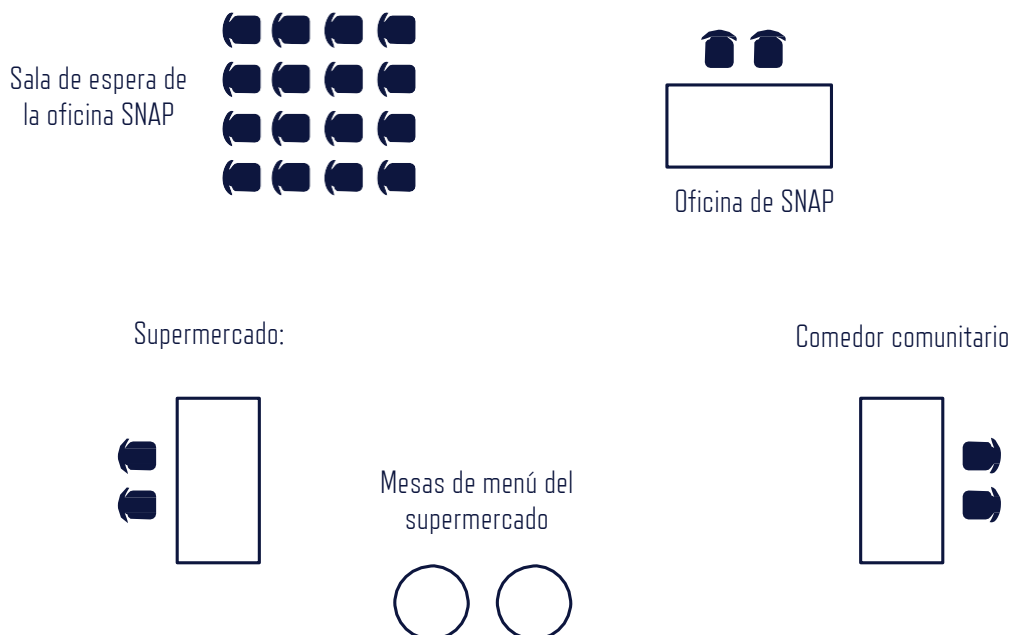 Sala de espera de
la oficina SNAP
Oficina de SNAP
Supermercado:
Comedor comunitario
Mesas de menú del
supermercado